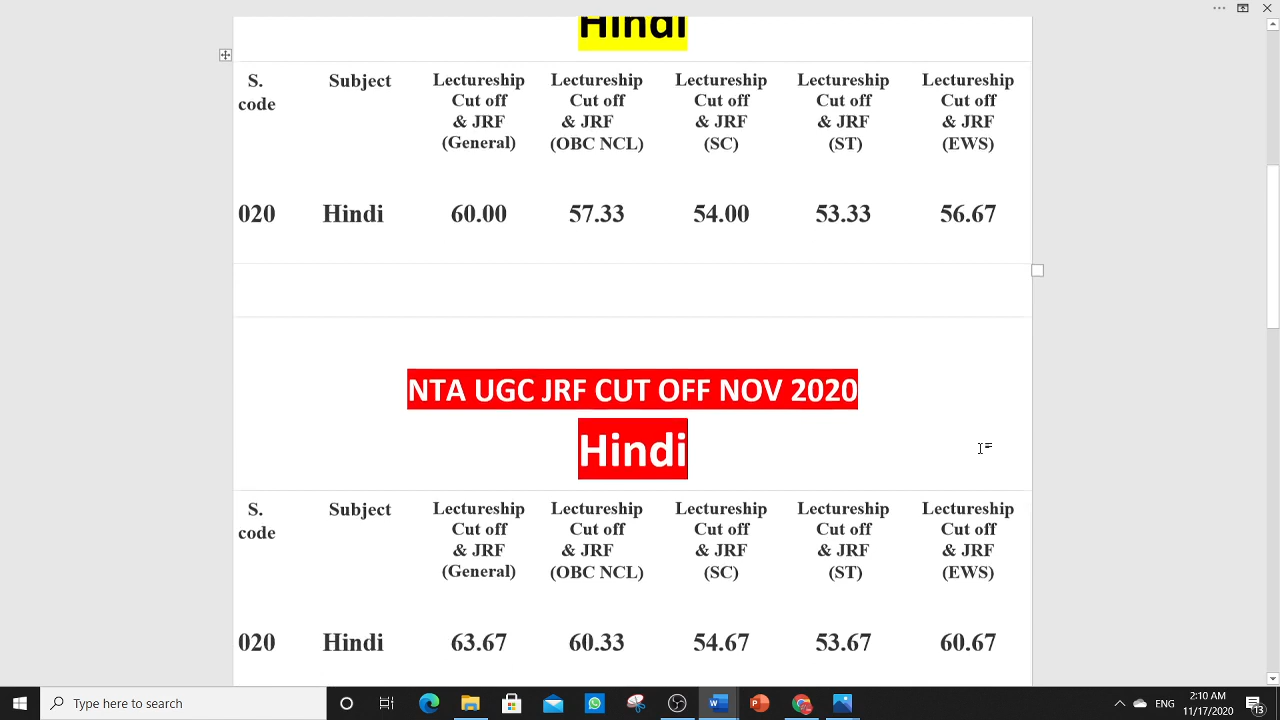 Hindi
S. code Subject Lectureship Cut off & JRF (General) Lectureship Cut off & JRF (OBC NCL) Lectureship Cut off & JRF (SC) Lectureship Cut off & JRF (ST) Lectureship Cut off & JRF (EWS)
020 Hindi 60.00 57.33 54.00 53.33 56.67
NTA UGC JRF CUT OFF NOV 2020
Hindi
S. code Subject Lectureship Cut off & JRF (General) Lectureship Cut off & JRF (OBC NCL) Lectureship Cut off & JRF (SC) Lectureship Cut off & JRF (ST) Lectureship Cut off & JRF (EWS)
020 Hindi 63.67 60.33 54.67 53.67 60.67
Type here to search
ENG
2:10 AM
11/17/2020
13